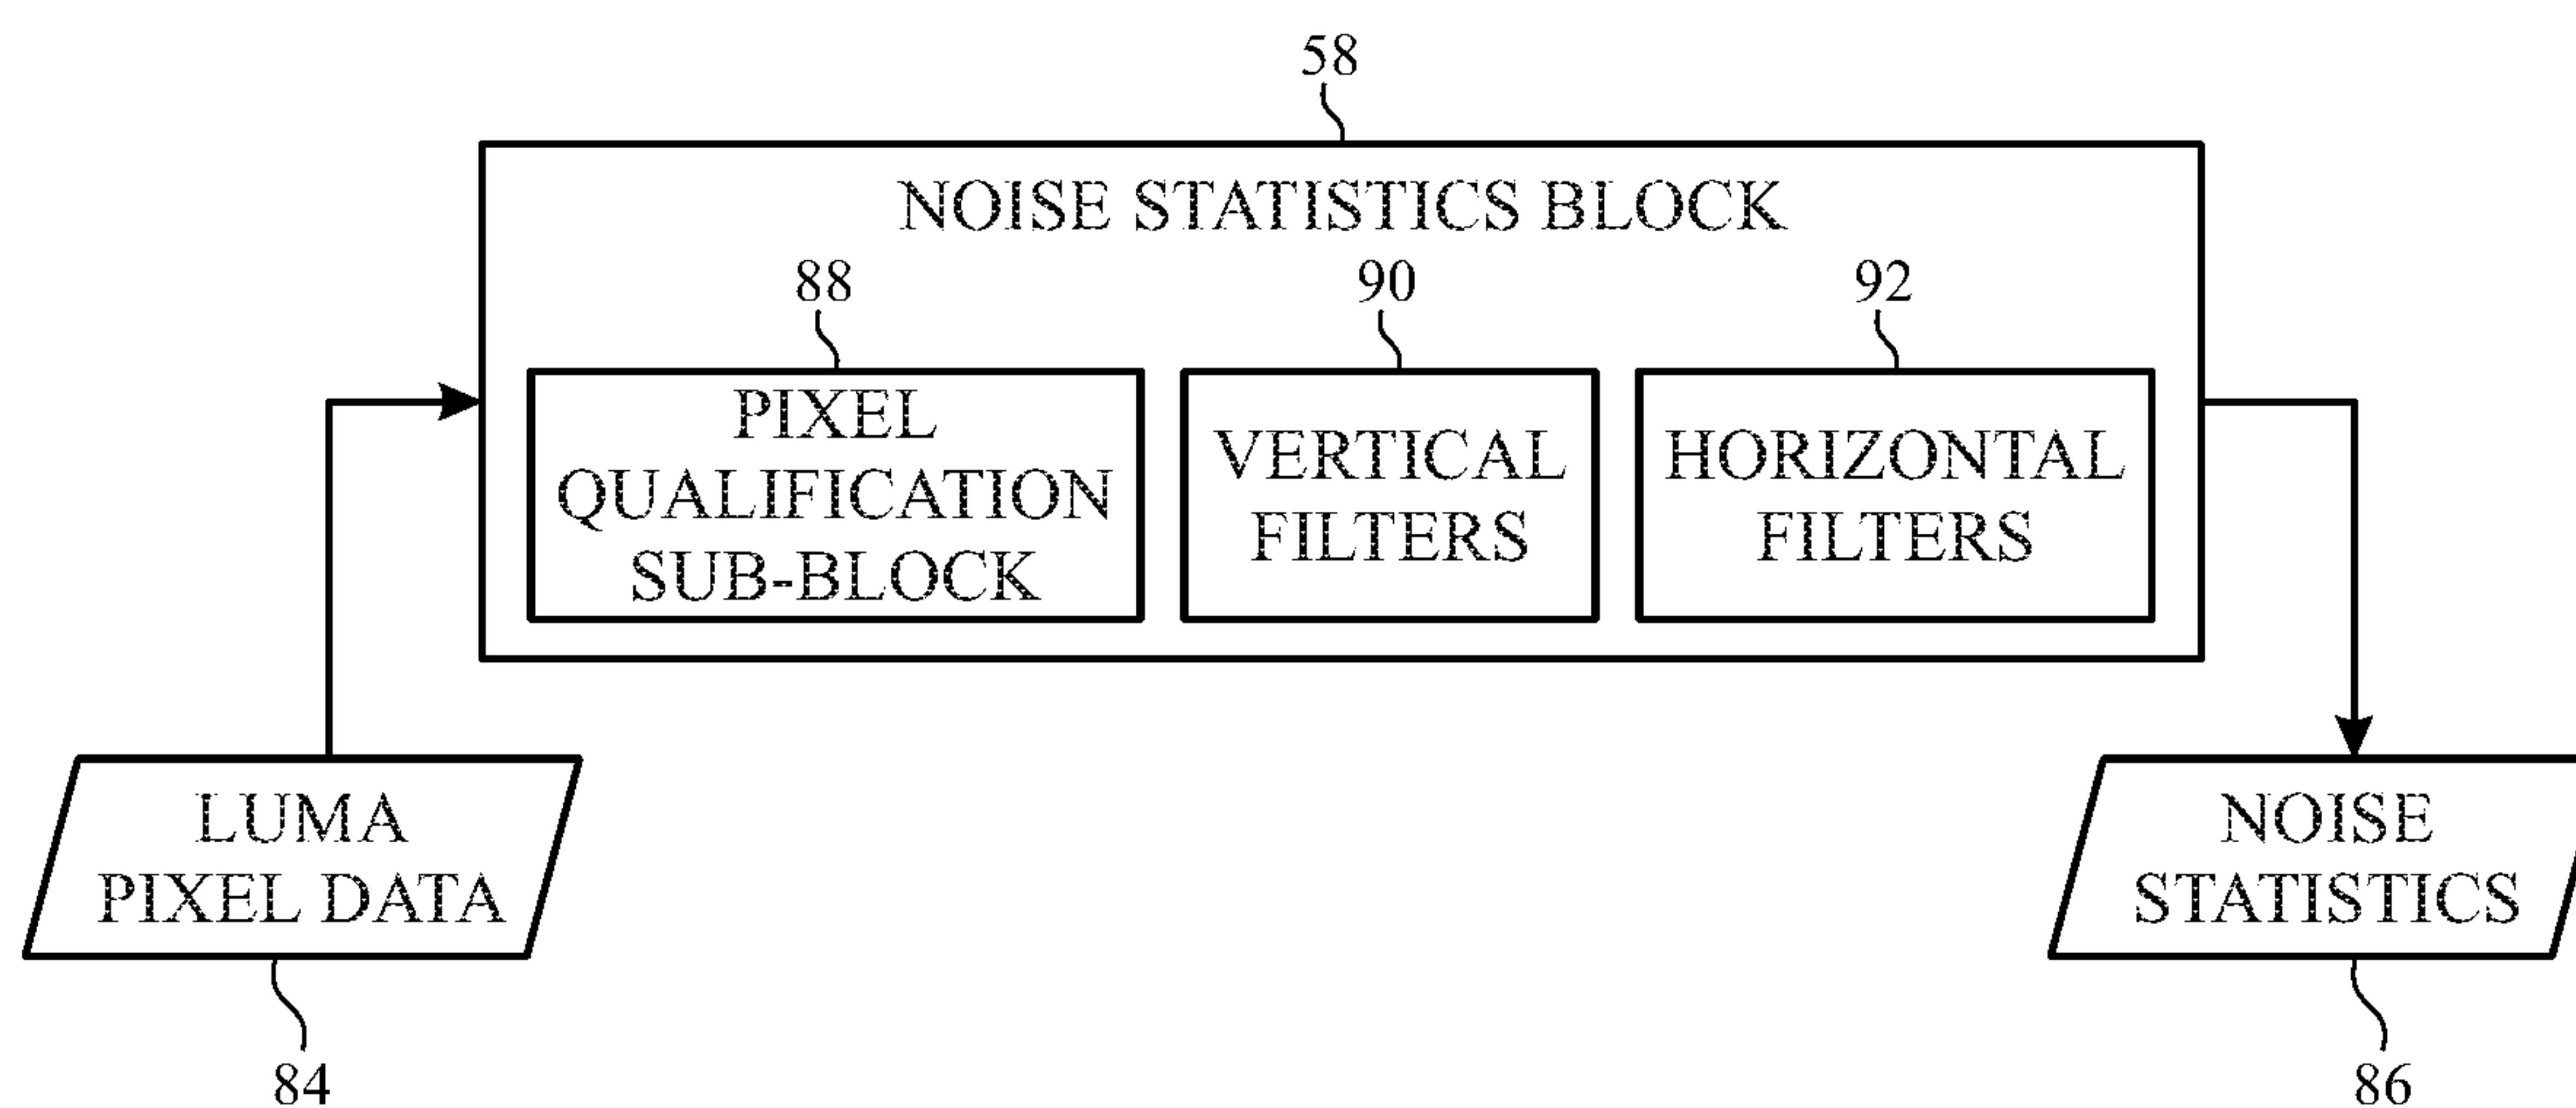 58
NOISE STATISTICS BLOCK
88
90
92
PIXEL
QUALIFICATION
SUB-BLOCK
VERTICAL
FILTERS
HORIZONTAL
FILTERS
LUMA
PIXEL DATA
NOISE
STATISTICS
84
86